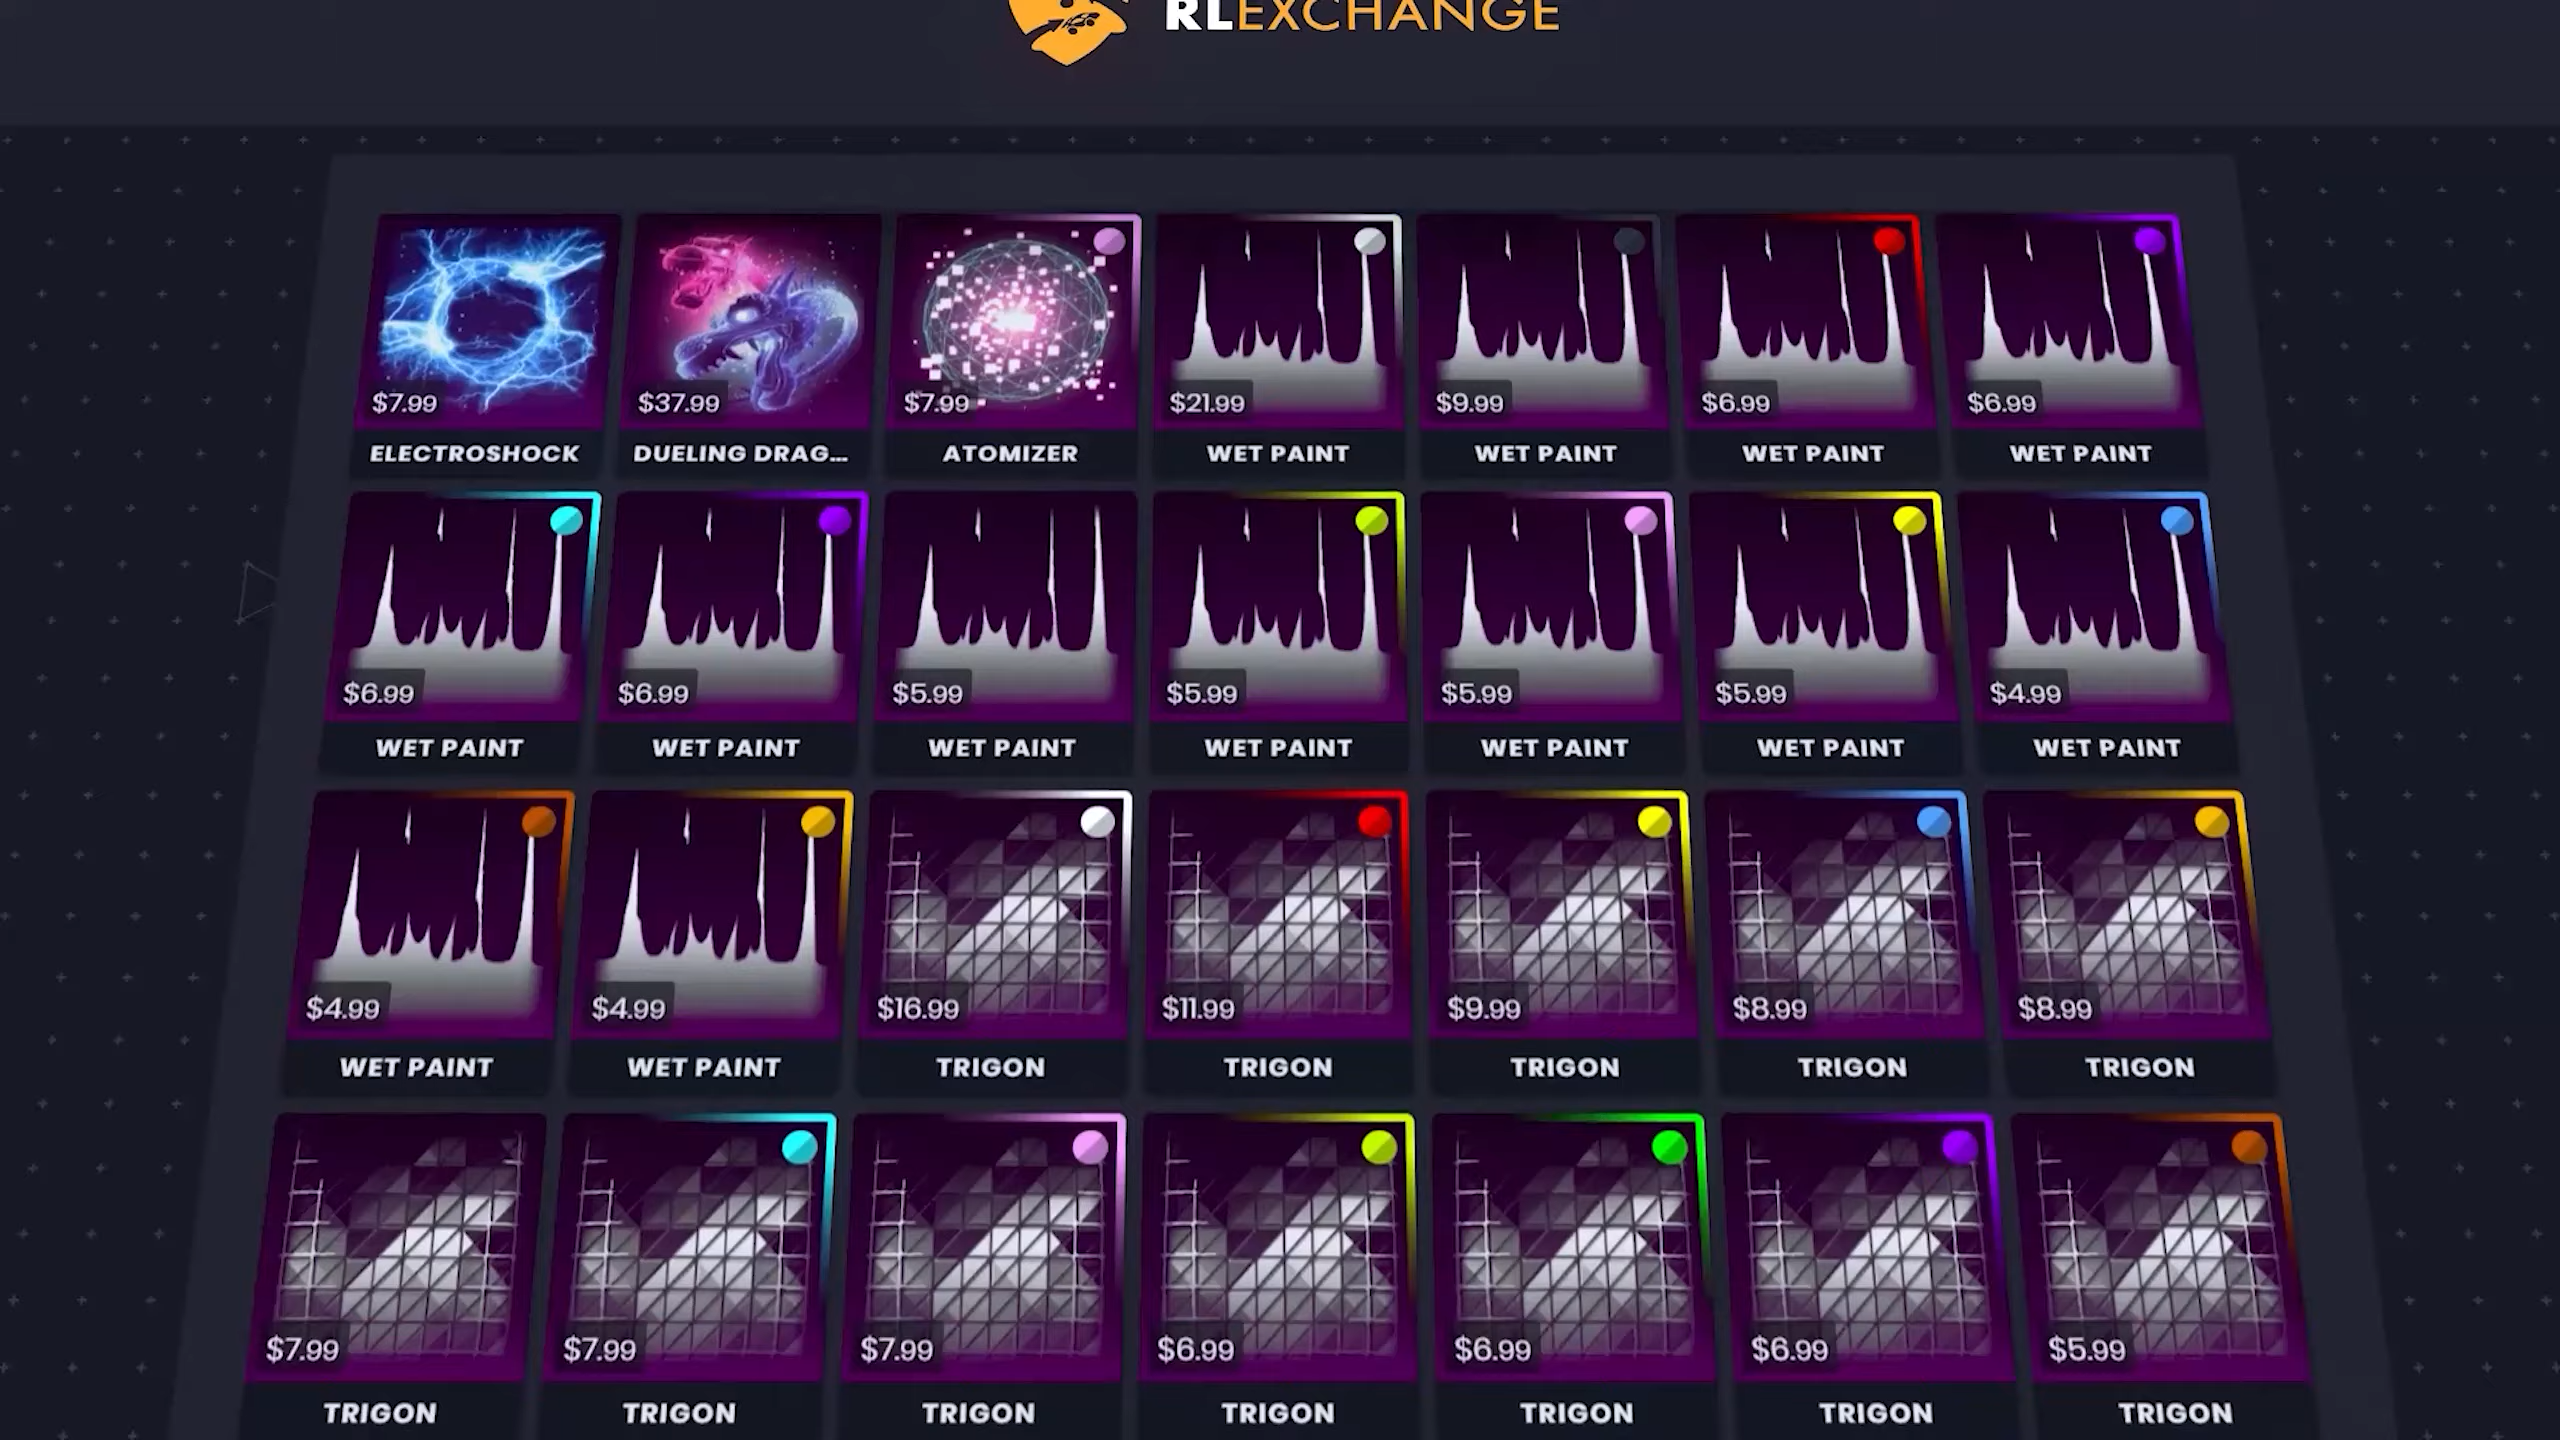 RLEXCHANGE
$7.99 $37.99 $7.99 $21.99 $9.99 $6.99 $6.99
ELECTROSHOCK DUELING DRAG... ATOMIZER WET PAINT WET PAINT WET PAINT WET PAINT
$6.99 $6.99 $5.99 $5.99 $5.99 $5.99 $4.99
WET PAINT WET PAINT WET PAINT WET PAINT WET PAINT WET PAINT WET PAINT
$4.99 $4.99 $16.99 $11.99 $9.99 $8.99 $8.99
WET PAINT WET PAINT TRIGON TRIGON TRIGON TRIGON TRIGON
$7.99 $7.99 $7.99 $6.99 $6.99 $6.99 $5.99
TRIGON TRIGON TRIGON TRIGON TRIGON TRIGON TRIGON